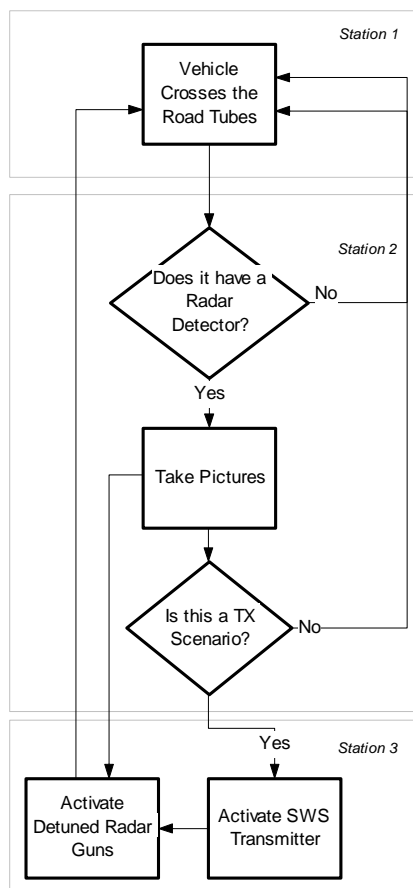 Station 1
Vehicle
Crosses the
Road Tubes
Station 2
Does it have a
Radar
Detector?
No
Yes
Take Pictures
Is this a TX
Scenario?
No
Yes
Station 3
Activate
Detuned Radar
Guns
Activate SWS
Transmitter